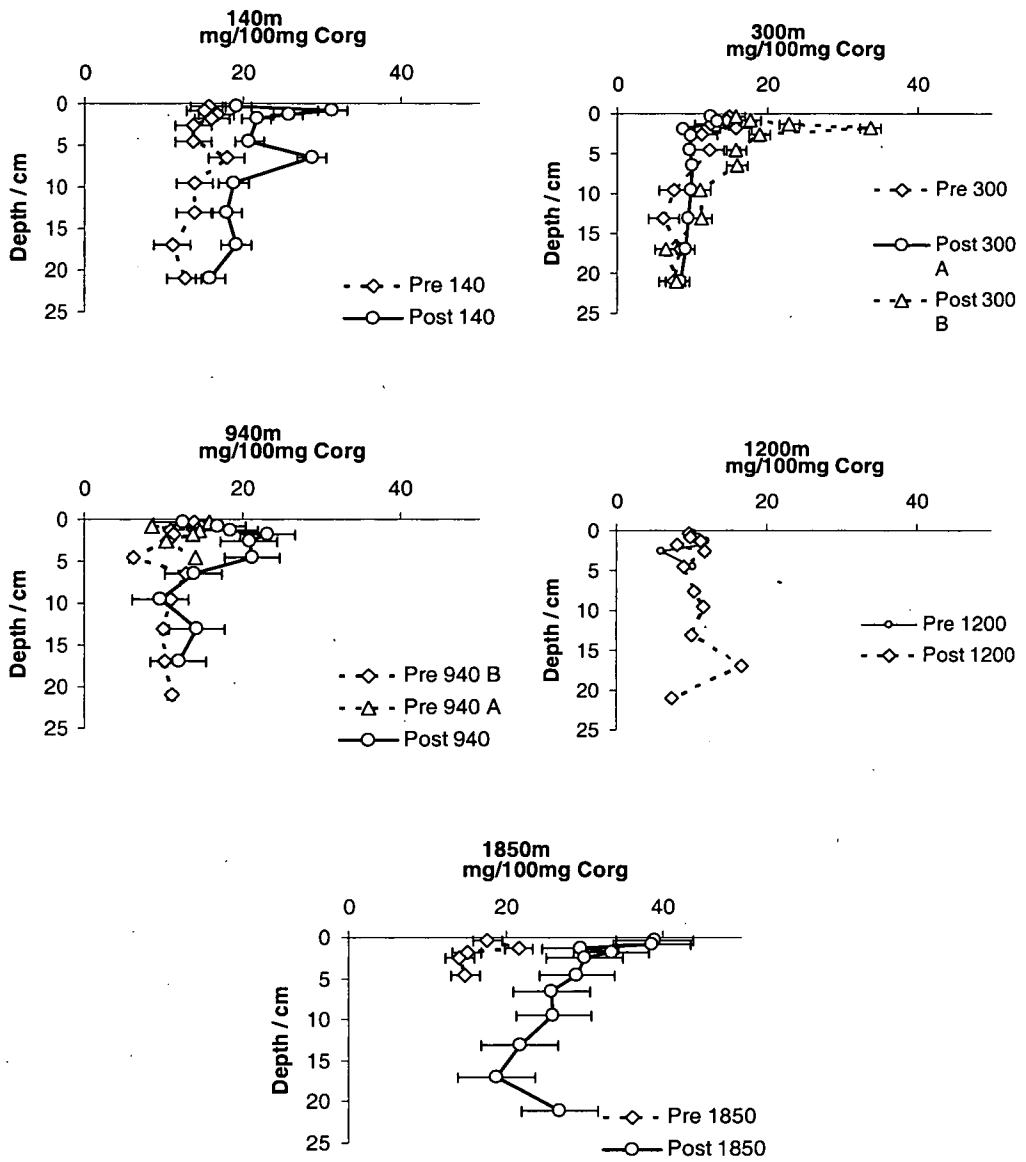 140m
mg/100mg Corg
0 20 40
0
5
10
15
20
25
Depth / cm
Pre 140
Post 140
300m
mg/100mg Corg
0 20 40
0
5
10
15
20
25
Depth / cm
Pre 300
Post 300
A
Post 300
B
940m
mg/100mg Corg
0 20 40
0
5
10
15
20
25
Depth / cm
Pre 940 B
Pre 940 A
Post 940
1200m
mg/100mg Corg
0 20 40
0
5
10
15
20
25
Depth / cm
Pre 1200
Post 1200
1850m
mg/100mg Corg
0 20 40
0
5
10
15
20
25
Depth / cm
Pre 1850
Post 1850